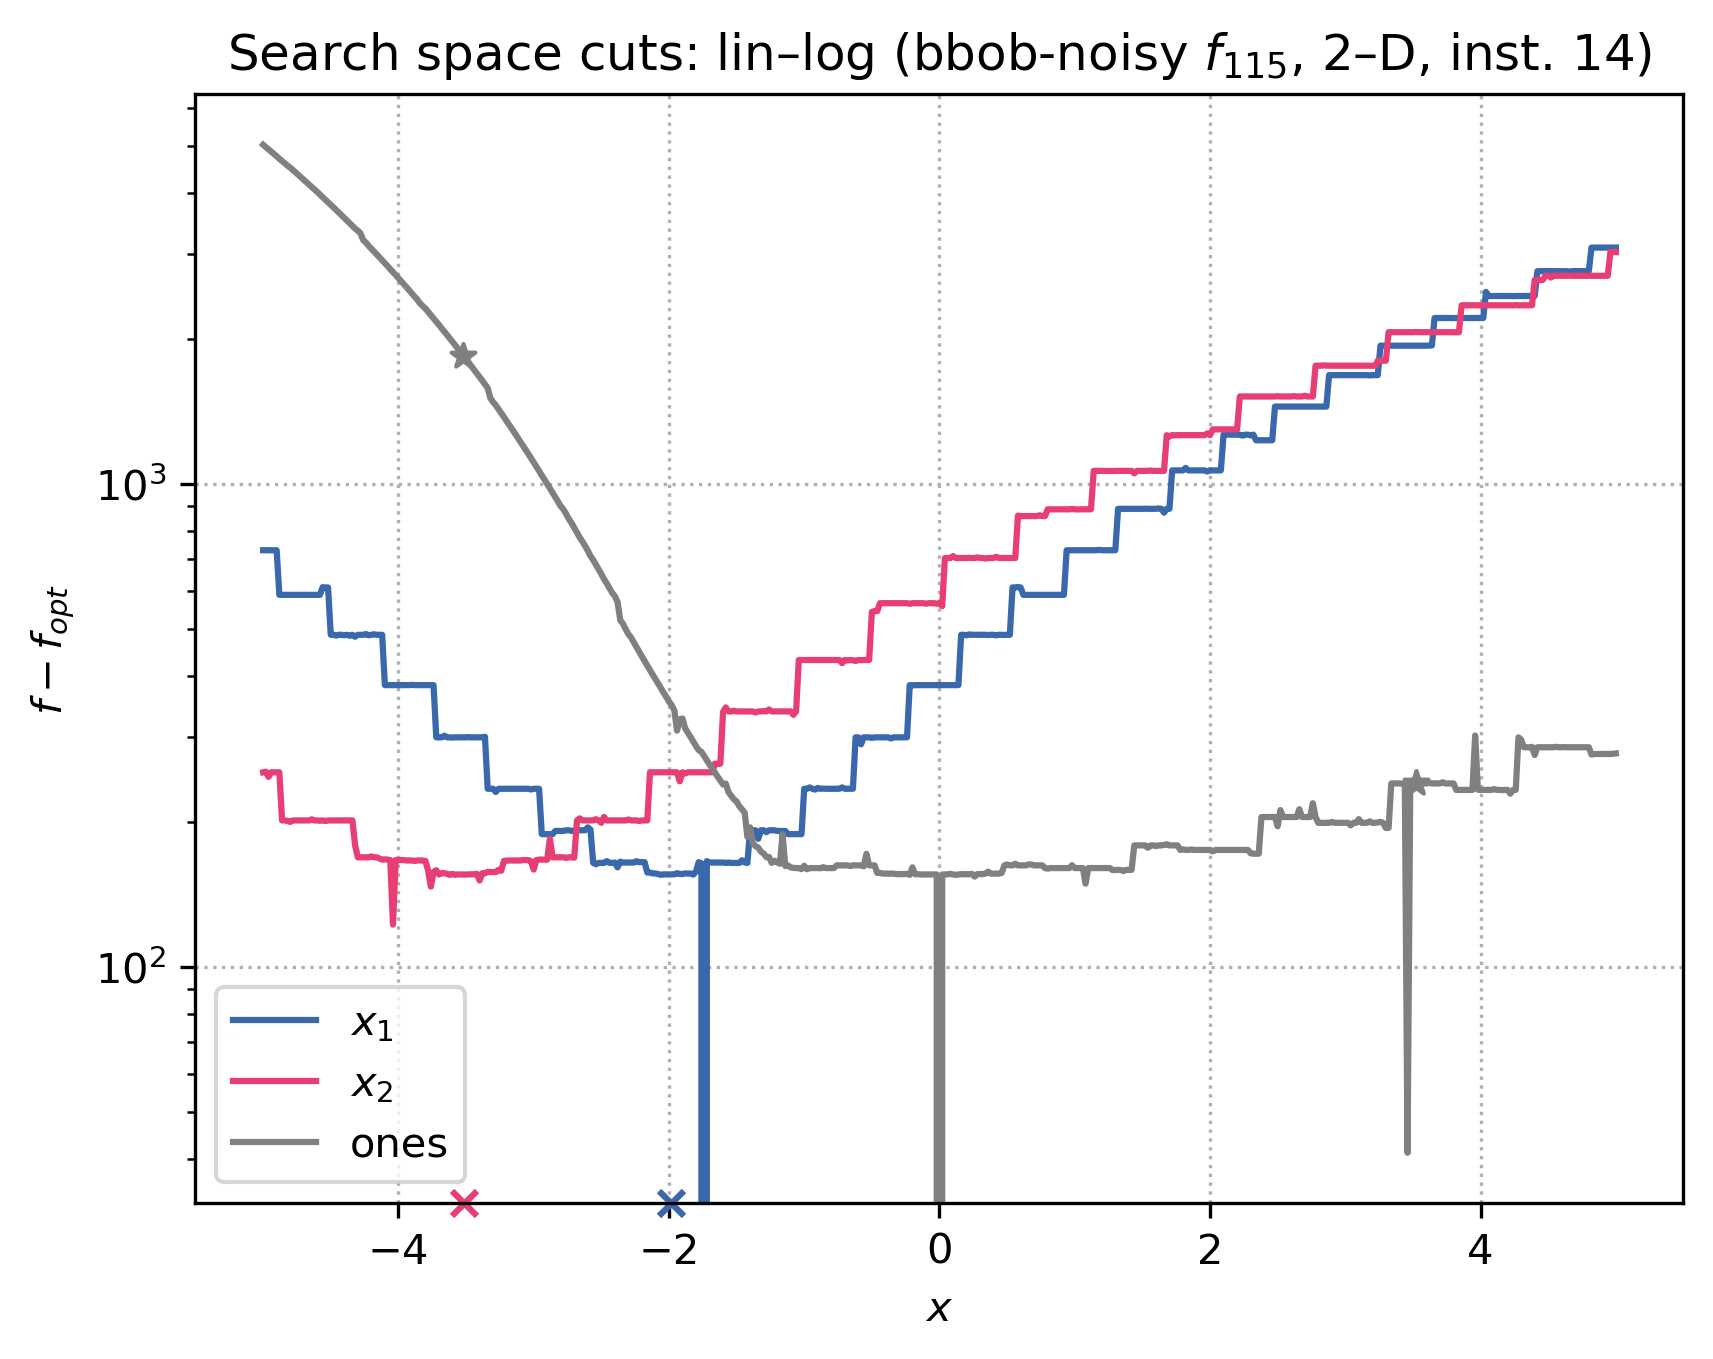 Search space cuts: lin–log (bbob-noisy f₁₁₅, 2–D, inst. 14)
f − f_opt
10³
10²
x₁
x₂
ones
−4 −2 0 2 4
x